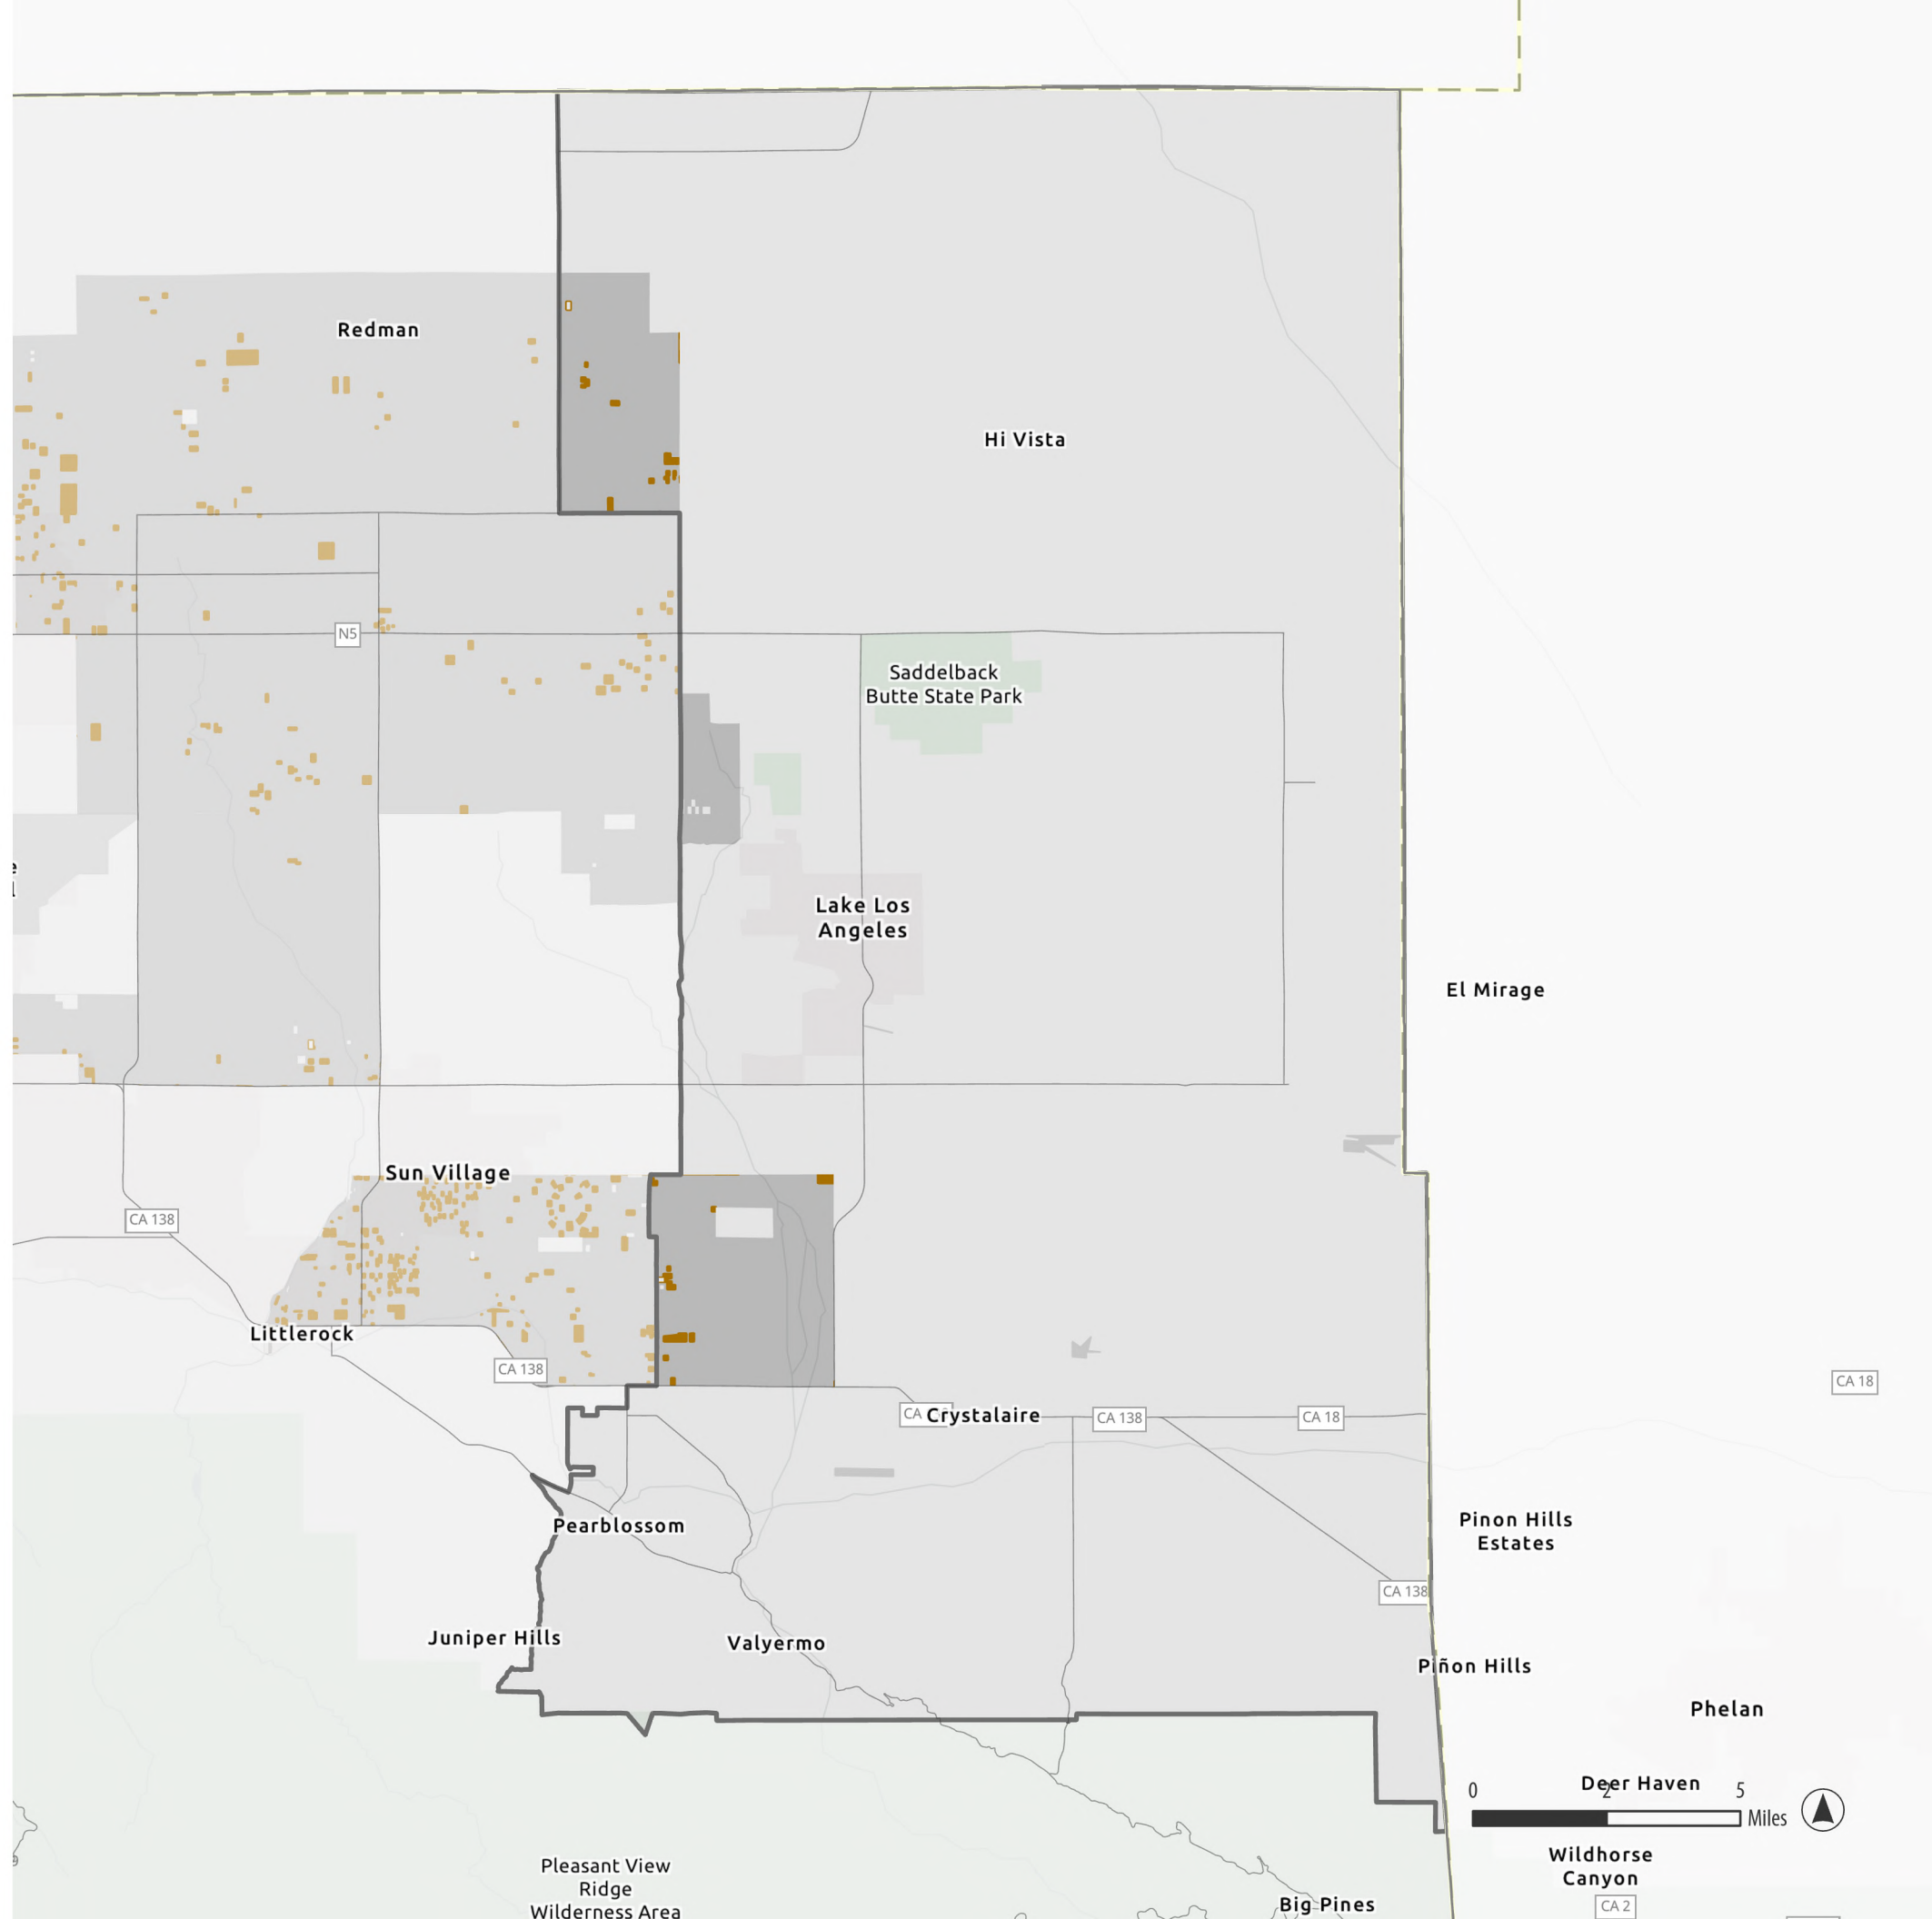 Redman
Hi Vista
N5
Saddelback
Butte State Park
Lake Los
Angeles
El Mirage
Sun Village
CA 138
Littlerock
CA 138
CA 18
CA
Crystalaire
CA 138
CA 18
Pearblossom
Pinon Hills
Estates
CA 138
Juniper Hills
Valyermo
Piñon Hills
Phelan
Deer Haven
0 2 5
Miles
Wildhorse
Canyon
Pleasant View
Ridge
Wilderness Area
Big Pines
CA 2